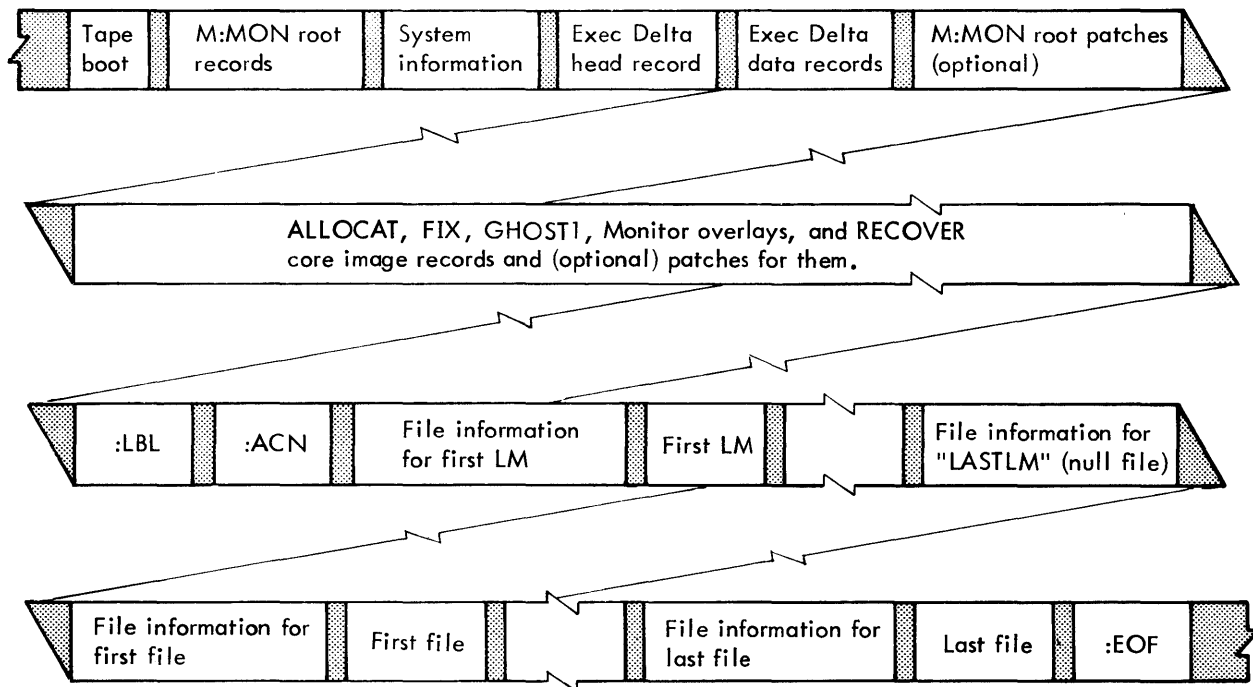 Tape
boot
M:MON root
records
System
information
Exec Delta
head record
Exec Delta
data records
M:MON root patches
(optional)
ALLOCAT, FIX, GHOST1, Monitor overlays, and RECOVER
core image records and (optional) patches for them.
:LBL
:ACN
File information
for first LM
First LM
File information for
"LASTLM" (null file)
File information for
first file
First file
File information for
last file
Last file
:EOF